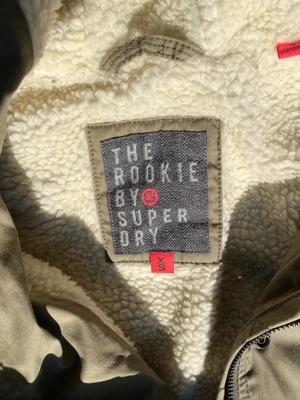 THE
ROOKIE
BY
SUPER
DRY
XS